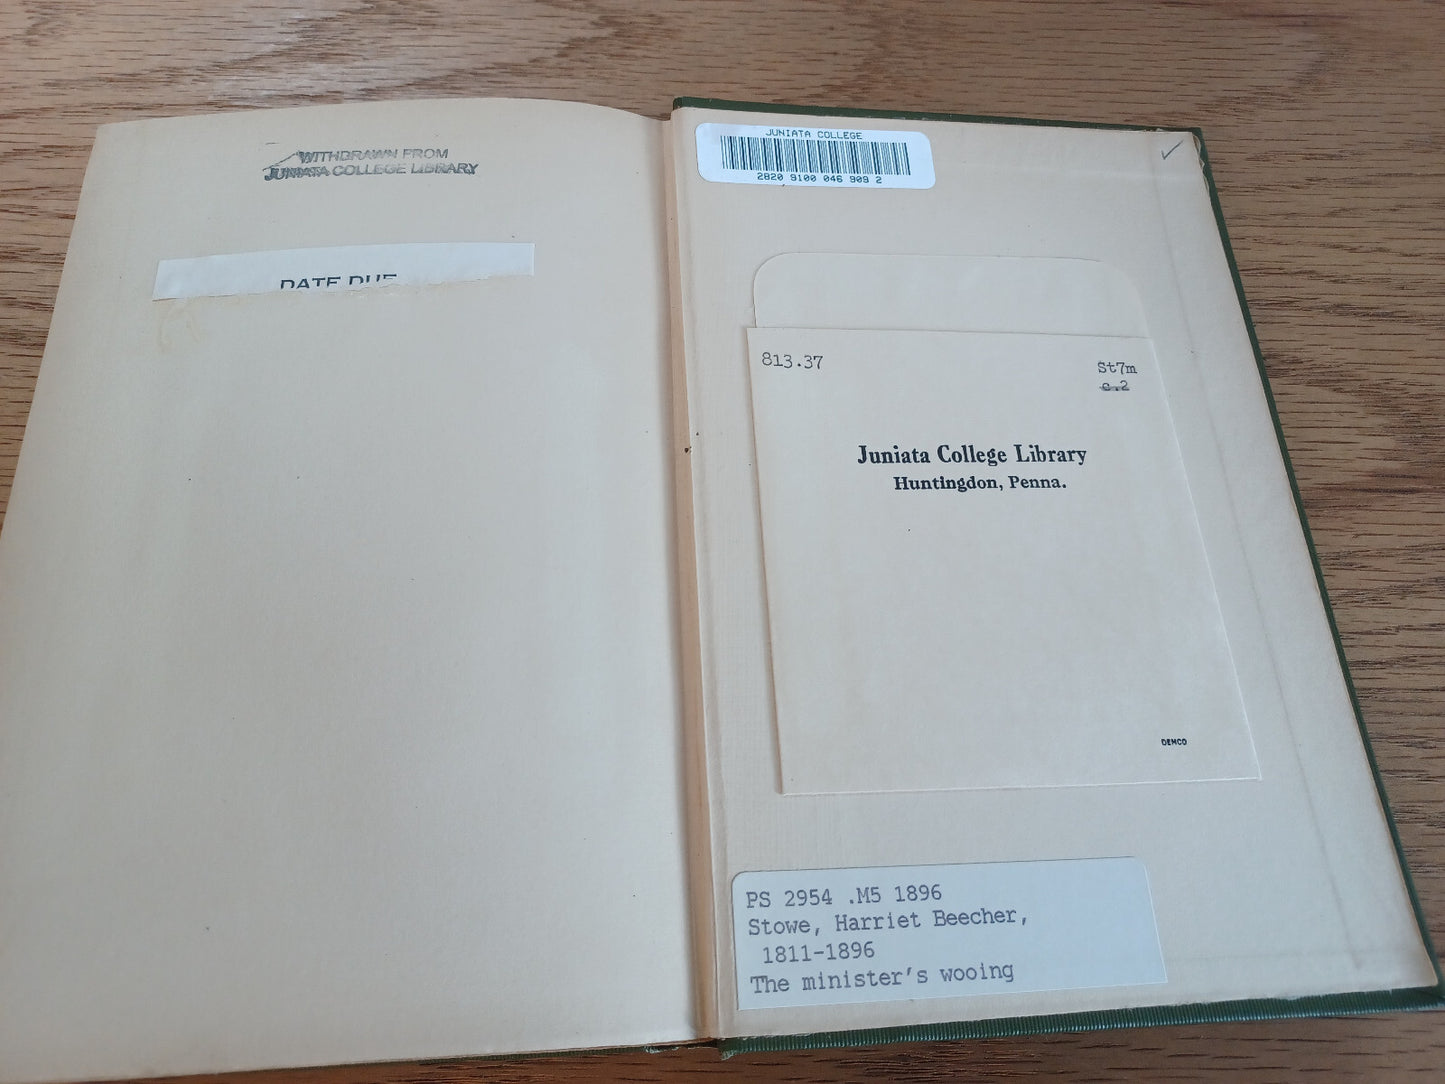 WITHDRAWN FROM
JUNIATA COLLEGE LIBRARY
DATE DUE
JUNIATA COLLEGE
2820 9100 046 909 2
813.37
St7m
c.2
Juniata College Library
Huntingdon, Penna.
DEMCO
PS 2954 .M5 1896
Stowe, Harriet Beecher,
1811-1896
The minister's wooing